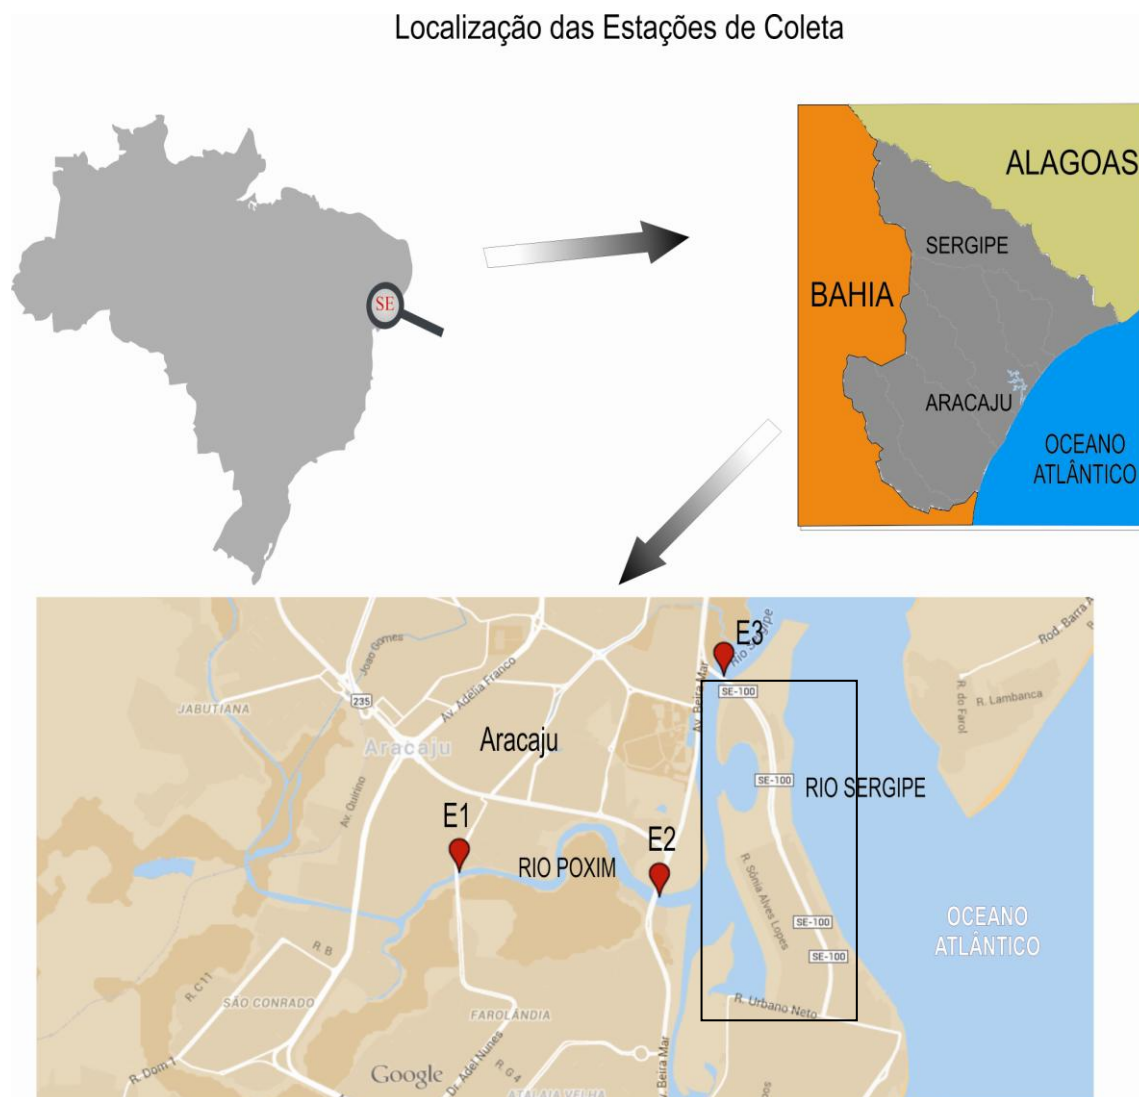 Localização das Estações de Coleta
SE
ALAGOAS
SERGIPE
BAHIA
ARACAJU
OCEANO
ATLÂNTICO
E3
Rio Sergipe
Rod. Barra A
João Gomes
Av. Adélia Franco
Av. Beira Mar
235
SE-100
R. do Farol
R. Lambanca
JABUTIANA
Aracaju
Aracaju
Av. Quirino
SE-100
RIO SERGIPE
E1
E2
RIO POXIM
R. Sônia Alves Lopes
SE-100
OCEANO
ATLÂNTICO
R. B
SE-100
R. C11
SÃO CONRADO
FAROLÂNDIA
R. Urbano Neto
R. Dom 1
Google
Dr. Adel Nunes
R. G 4
Beira Mar
ATALAIA VELHA